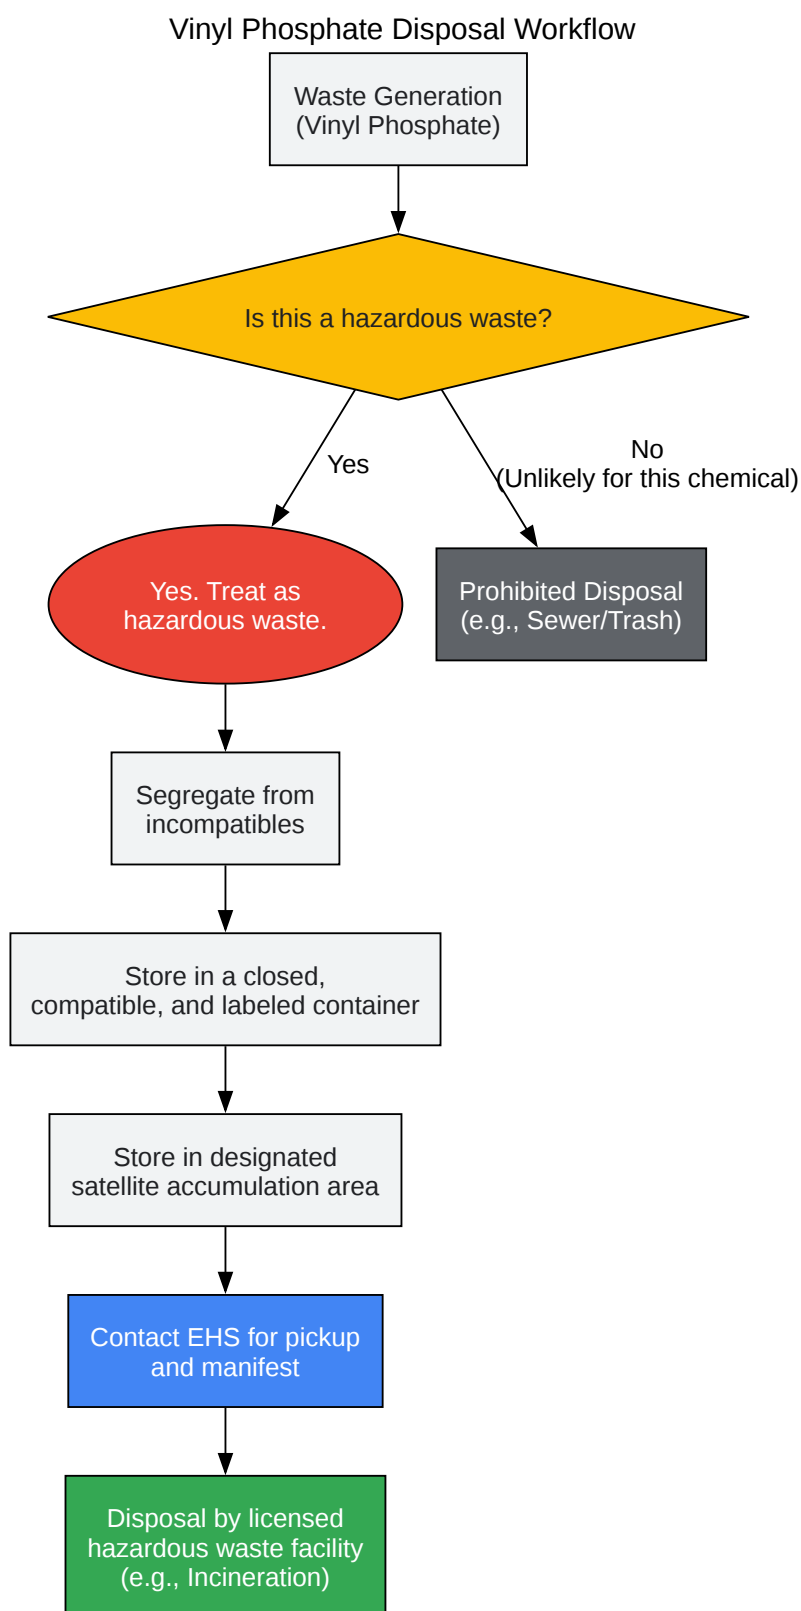 Vinyl Phosphate Disposal Workflow
Waste Generation
(Vinyl Phosphate)
Is this a hazardous waste?
Yes
No
(Unlikely for this chemical)
Yes. Treat as
hazardous waste.
Prohibited Disposal
(e.g., Sewer/Trash)
Segregate from
incompatibles
Store in a closed,
compatible, and labeled container
Store in designated
satellite accumulation area
Contact EHS for pickup
and manifest
Disposal by licensed
hazardous waste facility
(e.g., Incineration)